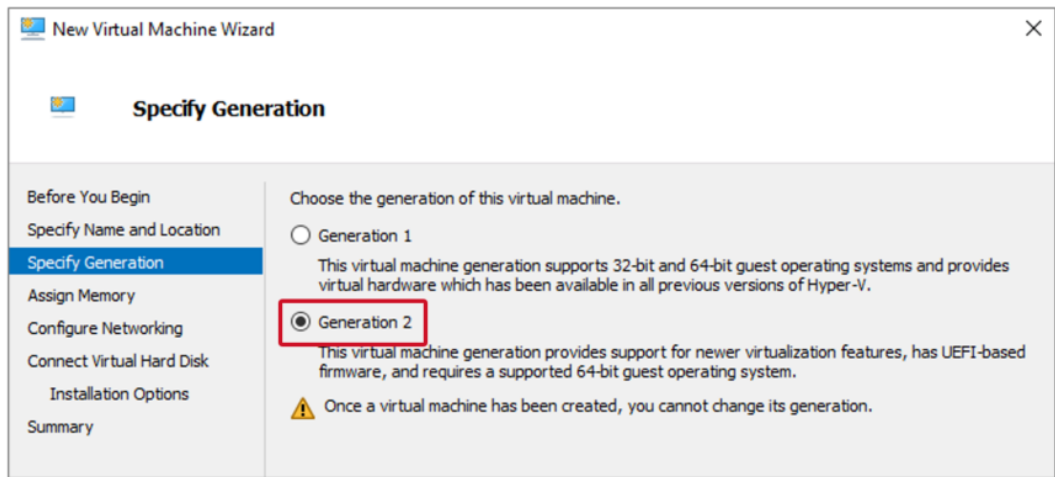 New Virtual Machine Wizard
Specify Generation
Before You Begin
Specify Name and Location
Specify Generation
Assign Memory
Configure Networking
Connect Virtual Hard Disk
Installation Options
Summary
Choose the generation of this virtual machine.
Generation 1
This virtual machine generation supports 32-bit and 64-bit guest operating systems and provides
virtual hardware which has been available in all previous versions of Hyper-V.
Generation 2
This virtual machine generation provides support for newer virtualization features, has UEFI-based
firmware, and requires a supported 64-bit guest operating system.
Once a virtual machine has been created, you cannot change its generation.